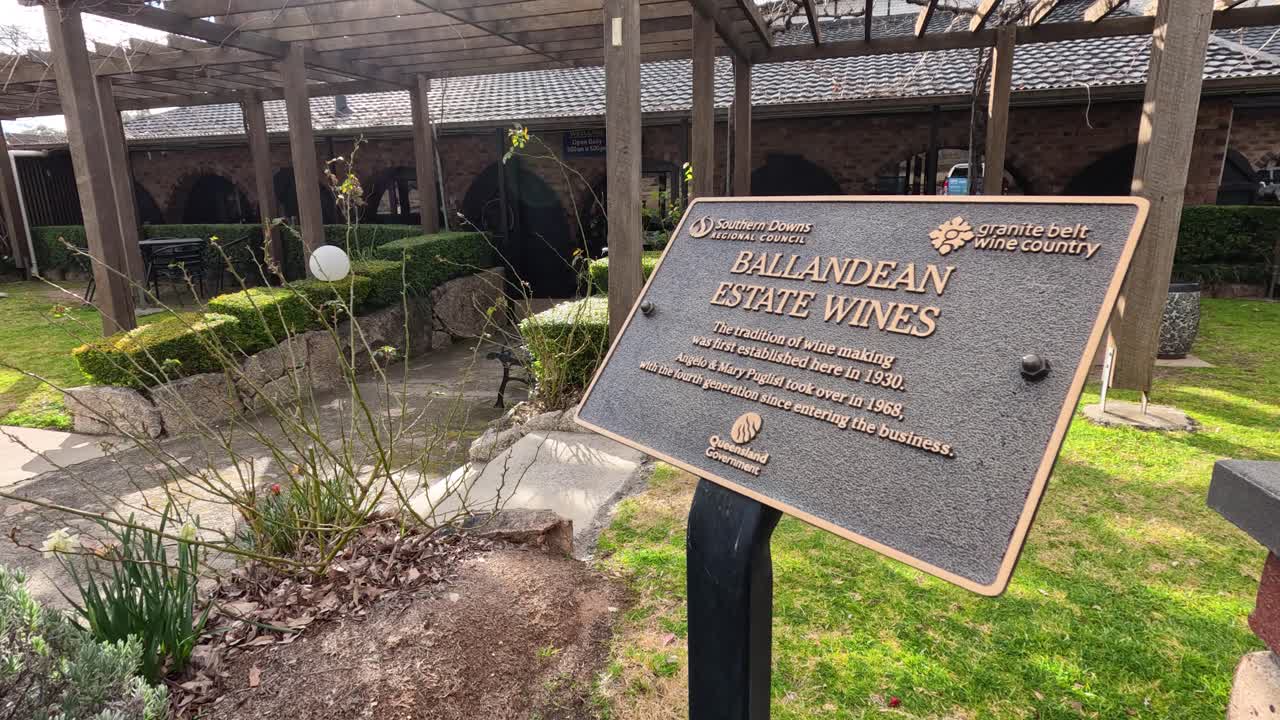 Southern Downs
REGIONAL COUNCIL
granite belt
wine country
BALLANDEAN
ESTATE WINES
The tradition of wine making
was first established here in 1930.
Angelo & Mary Puglisi took over in 1968,
with the fourth generation since entering the business.
Queensland
Government
Open Daily